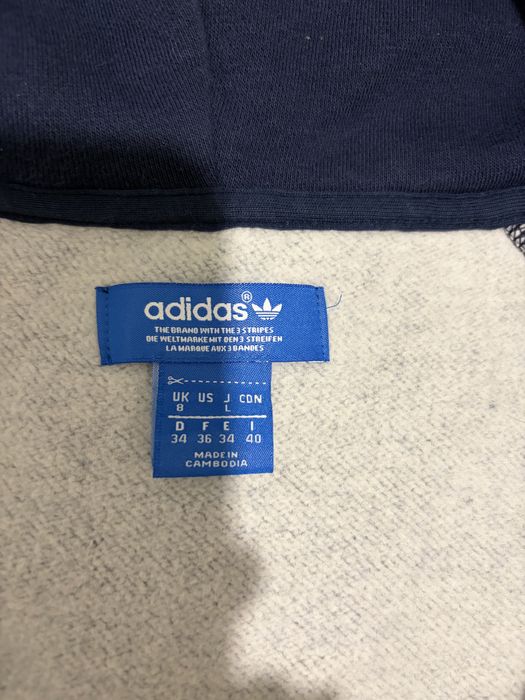 adidas®
THE BRAND WITH THE 3 STRIPES
DIE WELTMARKE MIT DEN 3 STREIFEN
LA MARQUE AUX 3 BANDES
UK US J CDN
8 L
D F E I
34 36 34 40
MADE IN
CAMBODIA